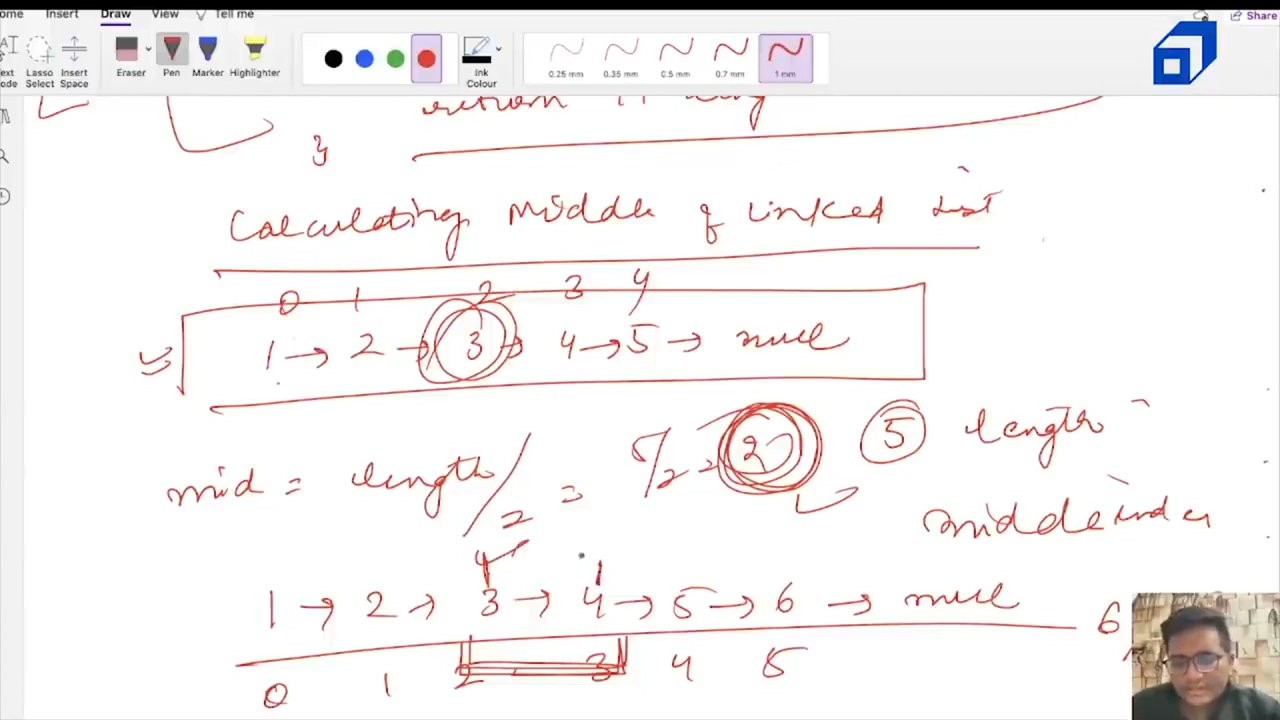 ome Insert Draw View Tell me
Share
Text Mode Lasso Select Insert Space Eraser Pen Marker Highlighter Ink Colour 0.25 mm 0.35 mm 0.5 mm 0.7 mm 1 mm
return
}
Calculating Middle of Linked List
0 1 2 3 4
1 → 2 → 3 → 4 → 5 → null
mid = length/2 = 5/2 = 2 5 length
middle index
1 → 2 → 3 → 4 → 5 → 6 → null 6
0 1 2 3 4 5